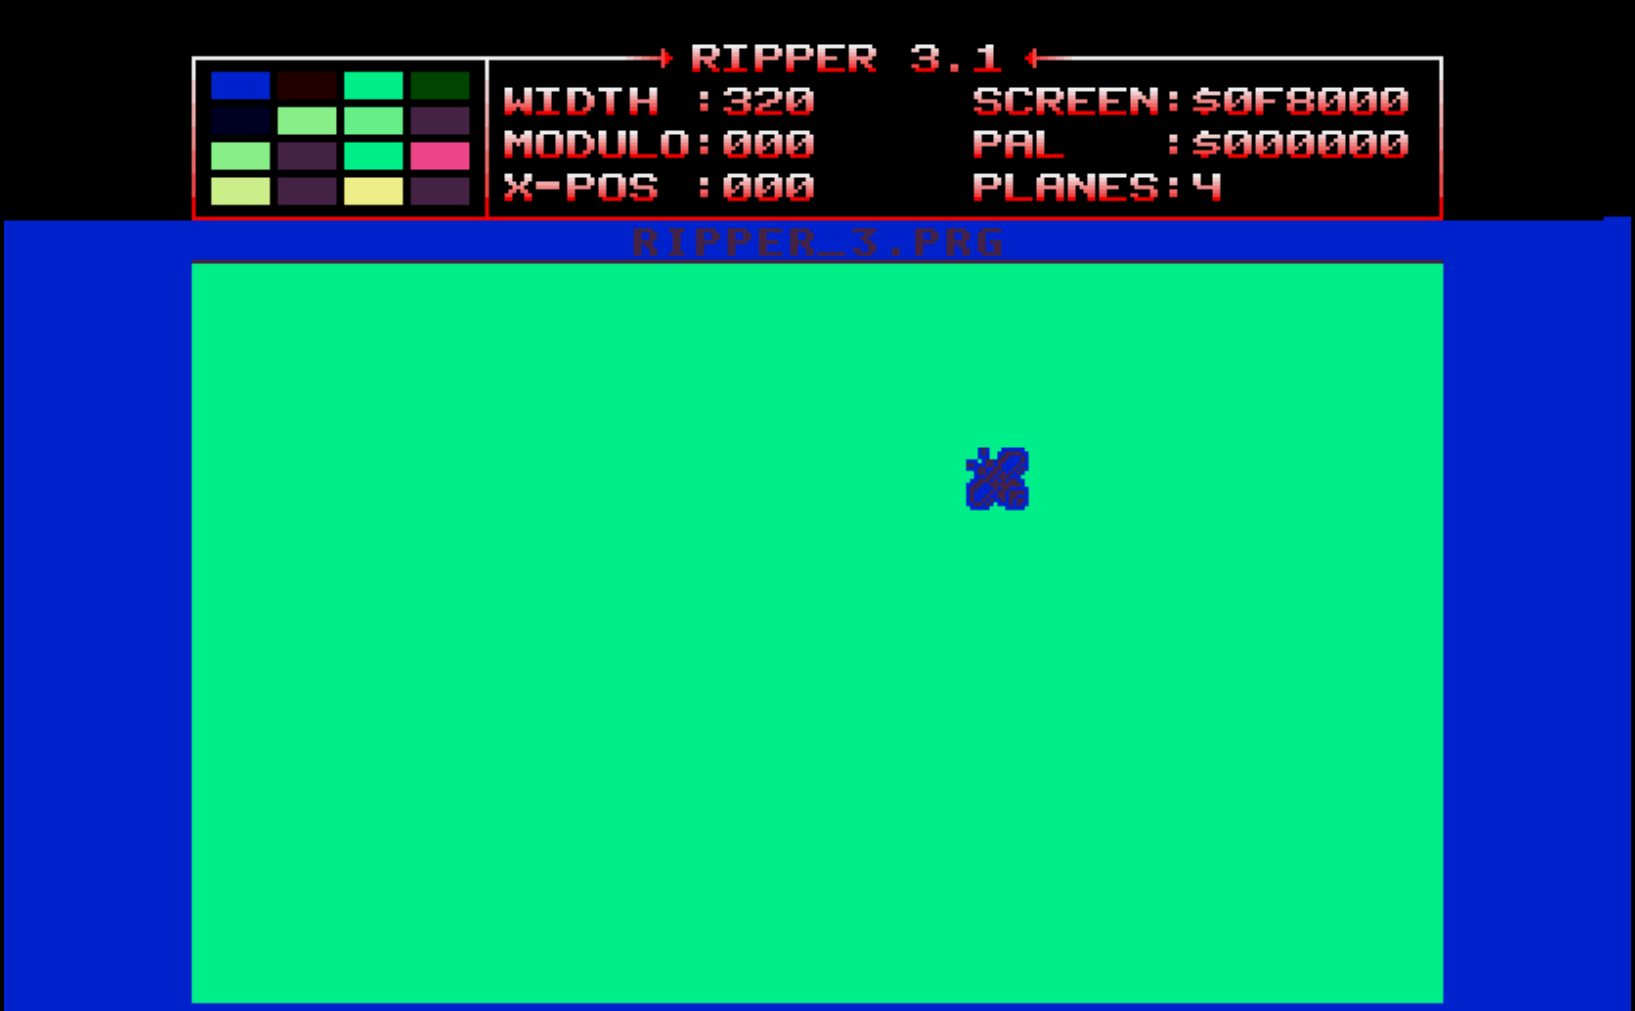 RIPPER 3.1
WIDTH :320 SCREEN:$0F8000
MODULO:000 PAL :$000000
X-POS :000 PLANES:4
RIPPER_3.PRG